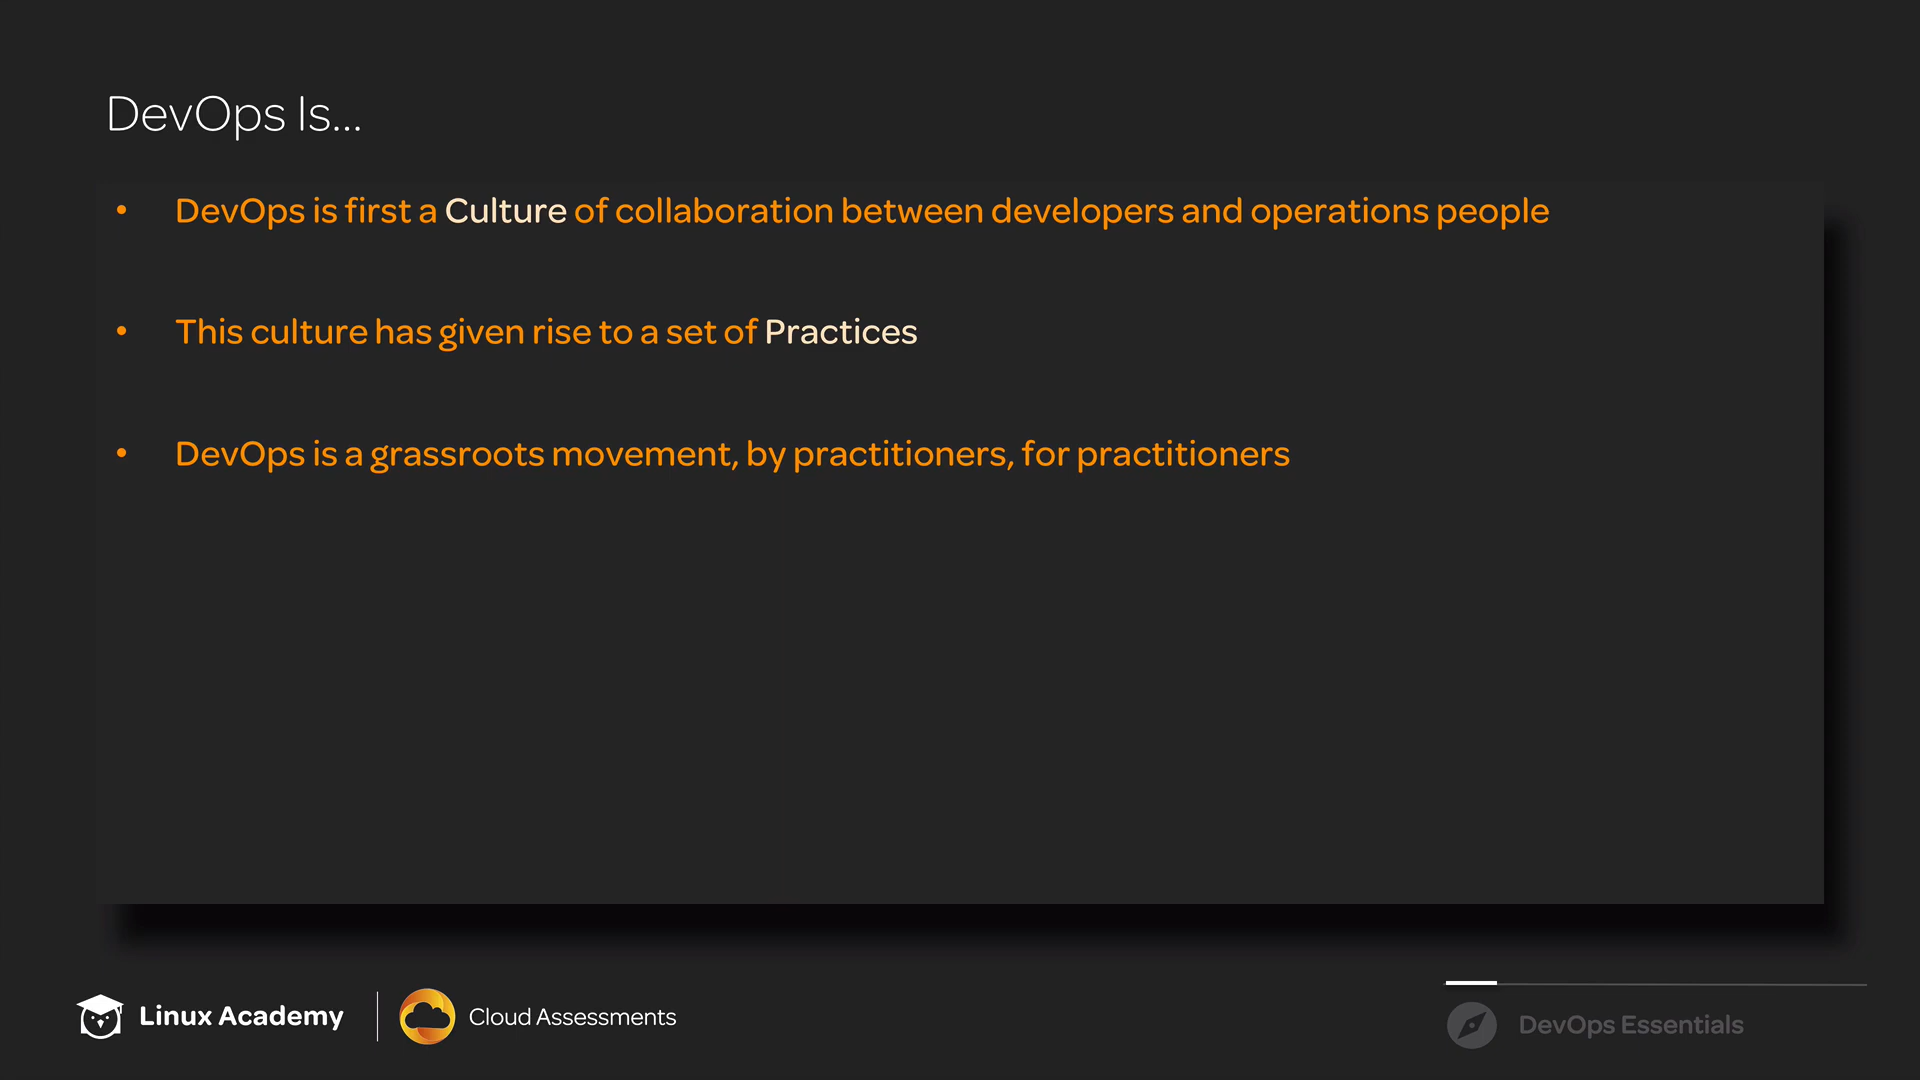 DevOps Is...
• DevOps is first a Culture of collaboration between developers and operations people
• This culture has given rise to a set of Practices
• DevOps is a grassroots movement, by practitioners, for practitioners
Linux Academy
Cloud Assessments
DevOps Essentials